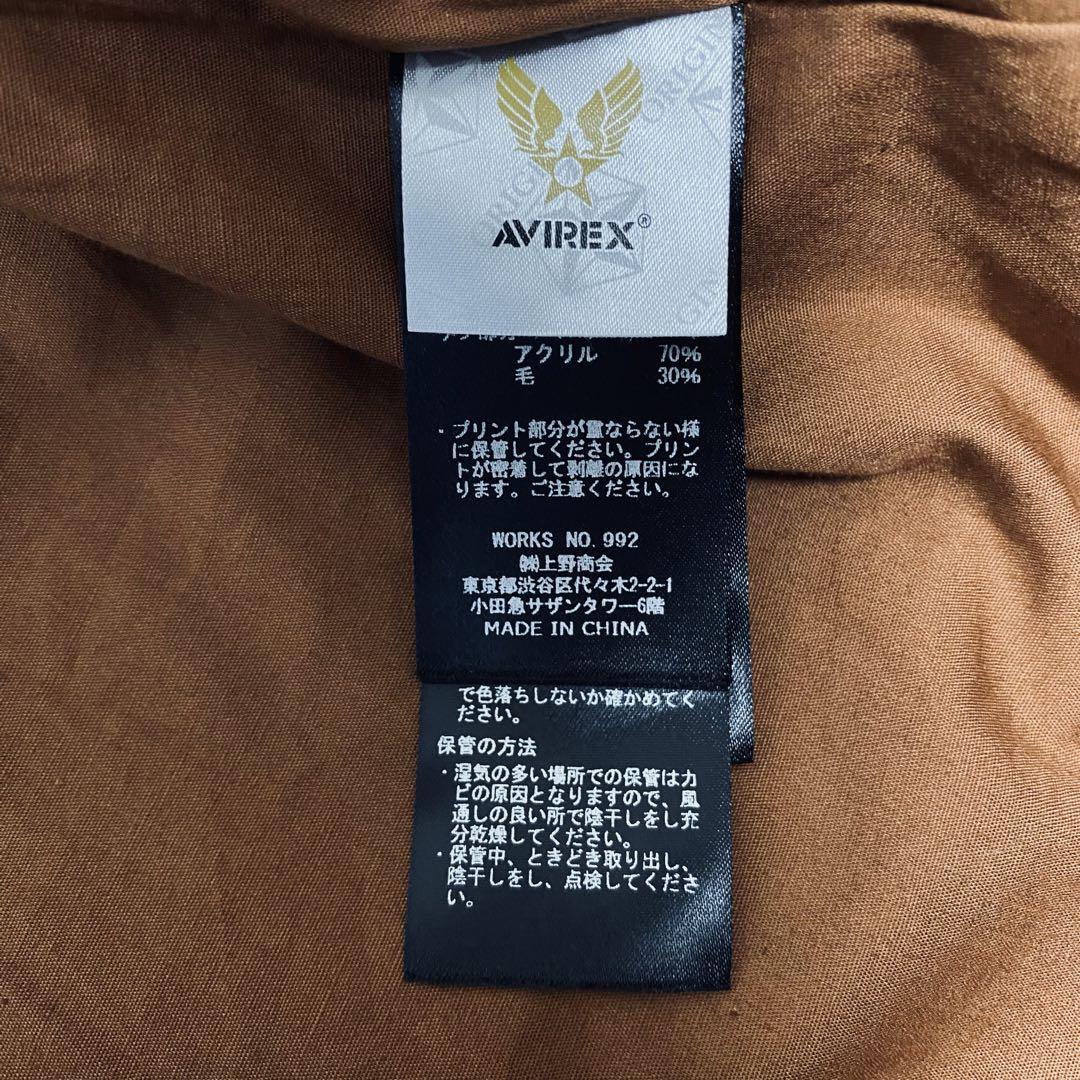 ORIGI
AVIREX®
アクリル 70%
毛 30%
・プリント部分が重ならない様
に保管してください。プリン
トが密着して剥離の原因にな
ります。ご注意ください。
WORKS NO. 992
㈱上野商会
東京都渋谷区代々木2-2-1
小田急サザンタワー6階
MADE IN CHINA
で色落ちしないか確かめてく
ださい。
保管の方法
・湿気の多い場所での保管はカ
ビの原因となりますので、風
通しの良い所で陰干しをし充
分乾燥してください。
・保管中、ときどき取り出し、
陰干しをし、点検してくださ
い。